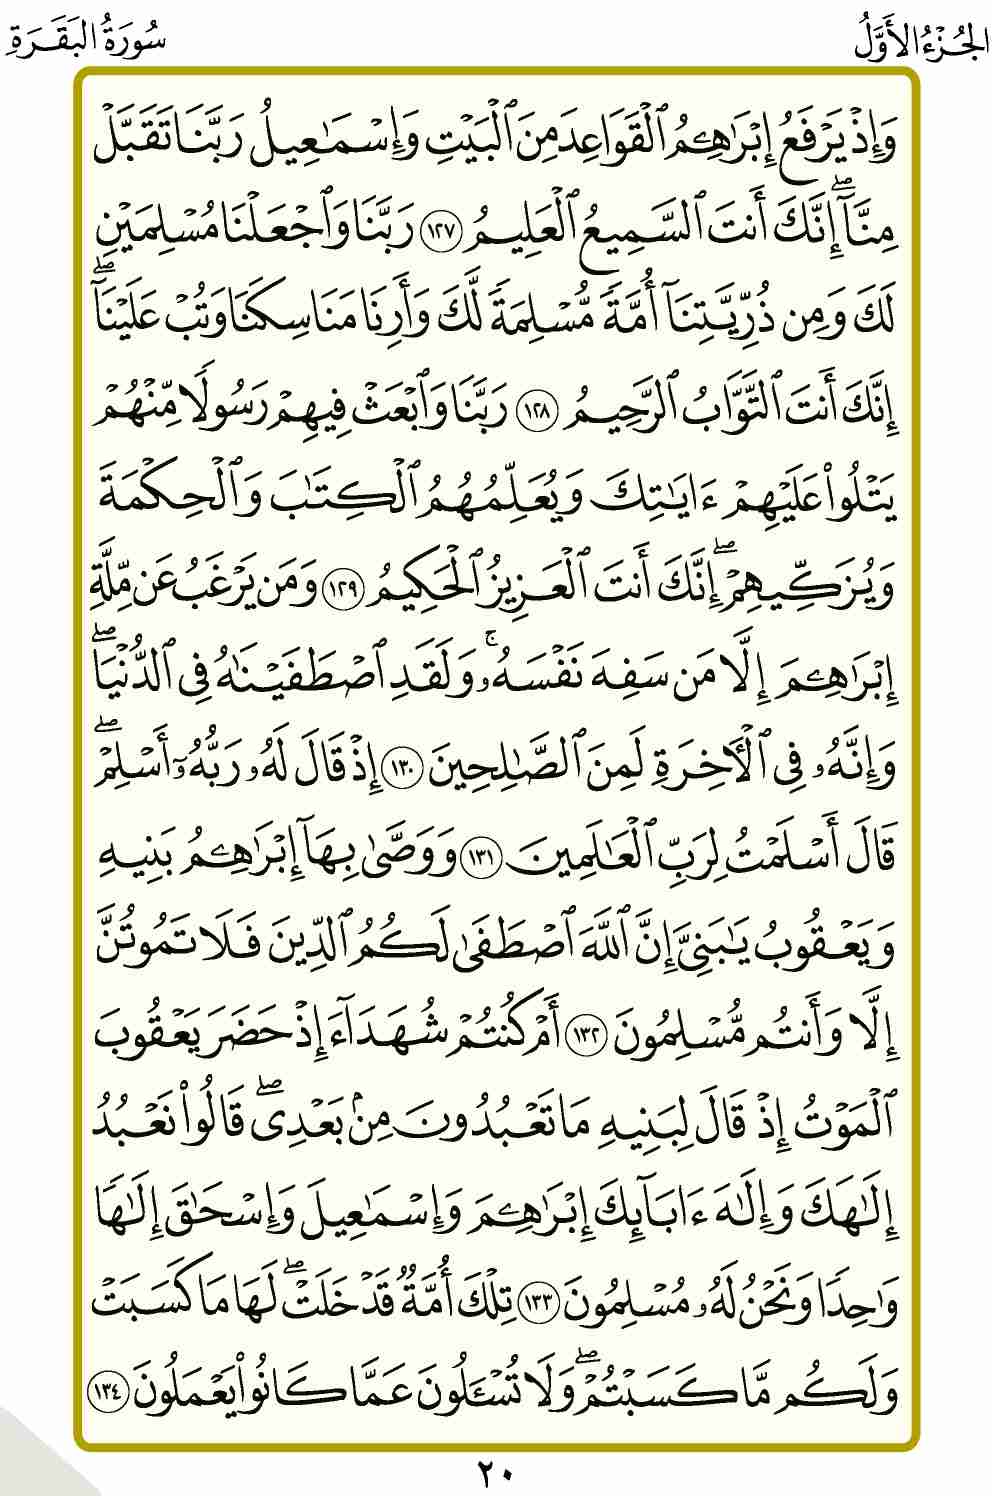 الجُزْءُ الأَوَّلُ
سُورَةُ البَقَرَةِ
وَإِذْ يَرْفَعُ إِبْرَٰهِۦمُ ٱلْقَوَاعِدَ مِنَ ٱلْبَيْتِ وَإِسْمَٰعِيلُ رَبَّنَا تَقَبَّلْ
مِنَّآ ۖ إِنَّكَ أَنتَ ٱلسَّمِيعُ ٱلْعَلِيمُ ١٢٧ رَبَّنَا وَٱجْعَلْنَا مُسْلِمَيْنِ
لَكَ وَمِن ذُرِّيَّتِنَآ أُمَّةً مُّسْلِمَةً لَّكَ وَأَرِنَا مَنَاسِكَنَا وَتُبْ عَلَيْنَآ ۖ
إِنَّكَ أَنتَ ٱلتَّوَّابُ ٱلرَّحِيمُ ١٢٨ رَبَّنَا وَٱبْعَثْ فِيهِمْ رَسُولًا مِّنْهُمْ
يَتْلُوا۟ عَلَيْهِمْ ءَايَٰتِكَ وَيُعَلِّمُهُمُ ٱلْكِتَٰبَ وَٱلْحِكْمَةَ
وَيُزَكِّيهِمْ ۖ إِنَّكَ أَنتَ ٱلْعَزِيزُ ٱلْحَكِيمُ ١٢٩ وَمَن يَرْغَبُ عَن مِّلَّةِ
إِبْرَٰهِۦمَ إِلَّا مَن سَفِهَ نَفْسَهُۥ ۚ وَلَقَدِ ٱصْطَفَيْنَٰهُ فِى ٱلدُّنْيَا ۖ
وَإِنَّهُۥ فِى ٱلْءَاخِرَةِ لَمِنَ ٱلصَّٰلِحِينَ ١٣٠ إِذْ قَالَ لَهُۥ رَبُّهُۥٓ أَسْلِمْ ۖ
قَالَ أَسْلَمْتُ لِرَبِّ ٱلْعَٰلَمِينَ ١٣١ وَوَصَّىٰ بِهَآ إِبْرَٰهِۦمُ بَنِيهِ
وَيَعْقُوبُ يَٰبَنِىَّ إِنَّ ٱللَّهَ ٱصْطَفَىٰ لَكُمُ ٱلدِّينَ فَلَا تَمُوتُنَّ
إِلَّا وَأَنتُم مُّسْلِمُونَ ١٣٢ أَمْ كُنتُمْ شُهَدَآءَ إِذْ حَضَرَ يَعْقُوبَ
ٱلْمَوْتُ إِذْ قَالَ لِبَنِيهِ مَا تَعْبُدُونَ مِنۢ بَعْدِى ۖ قَالُوا۟ نَعْبُدُ
إِلَٰهَكَ وَإِلَٰهَ ءَابَآئِكَ إِبْرَٰهِۦمَ وَإِسْمَٰعِيلَ وَإِسْحَٰقَ إِلَٰهًا
وَٰحِدًا وَنَحْنُ لَهُۥ مُسْلِمُونَ ١٣٣ تِلْكَ أُمَّةٌ قَدْ خَلَتْ ۖ لَهَا مَا كَسَبَتْ
وَلَكُم مَّا كَسَبْتُمْ ۖ وَلَا تُسْـَٔلُونَ عَمَّا كَانُوا۟ يَعْمَلُونَ ١٣٤
٢٠